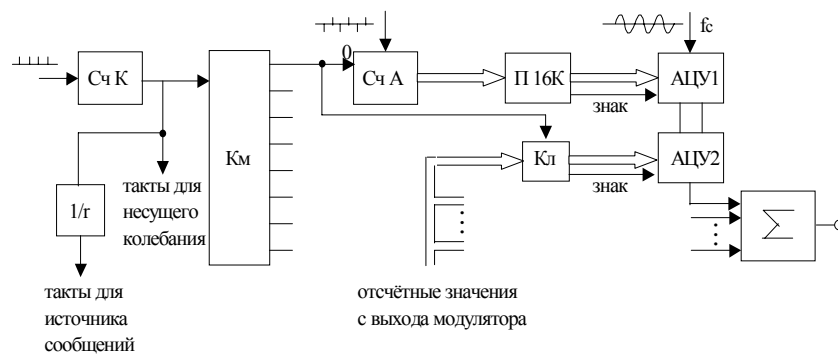 fc
0
Сч К
Сч А
П 16К
АЦУ1
знак
Км
Кл
АЦУ2
знак
такты для
несущего
колебания
1/r
Σ
такты для
источника
сообщений
отсчётные значения
с выхода модулятора